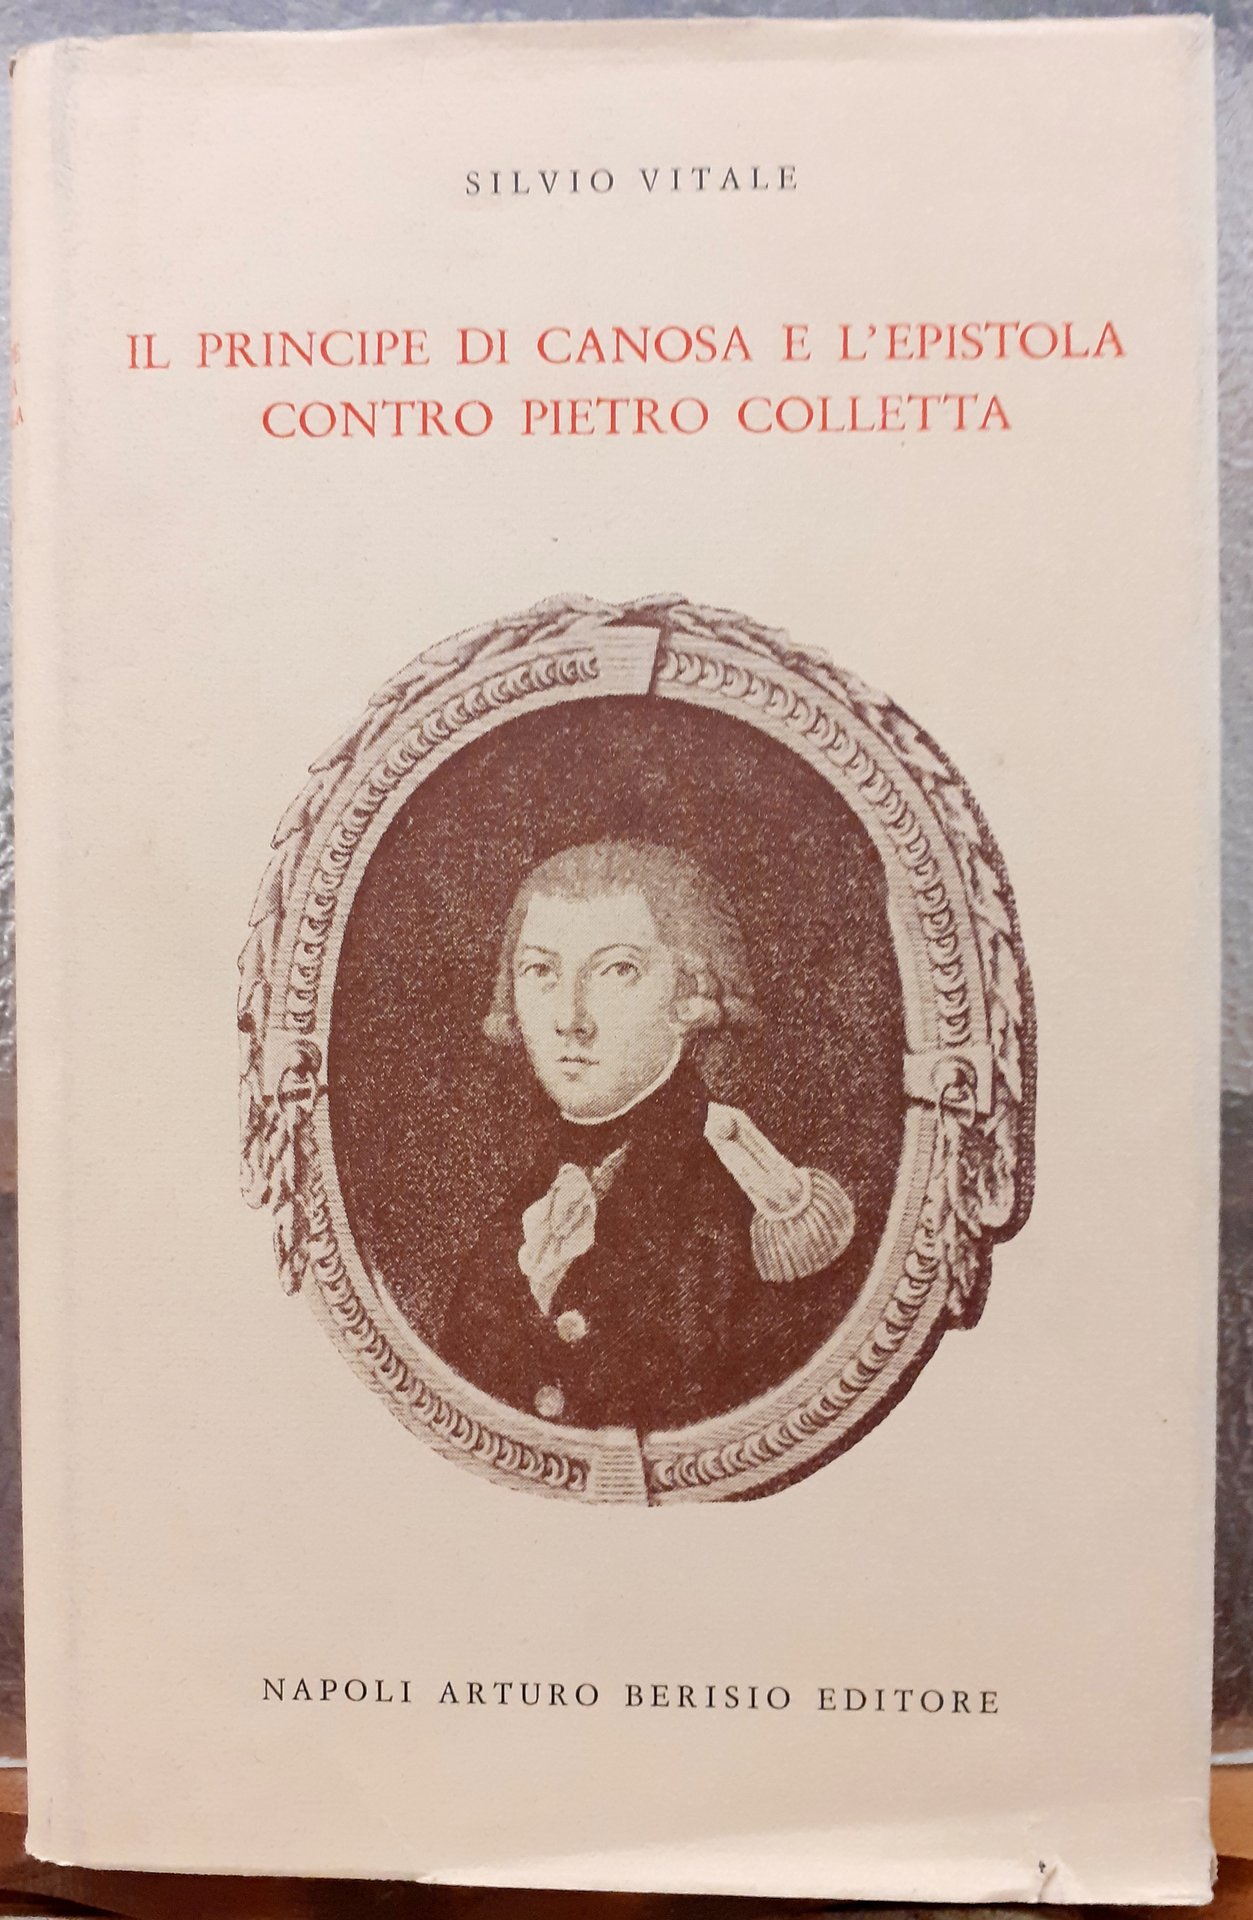 SILVIO VITALE
IL PRINCIPE DI CANOSA E L'EPISTOLA
CONTRO PIETRO COLLETTA
NAPOLI ARTURO BERISIO EDITORE